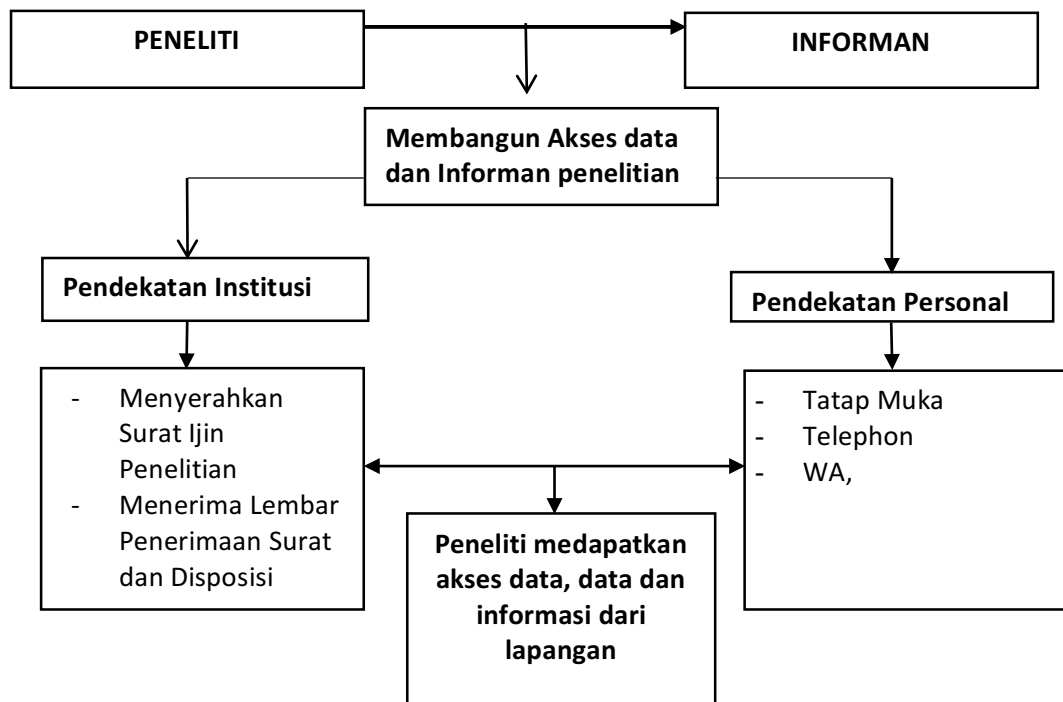 PENELITI
INFORMAN
Membangun Akses data
dan Informan penelitian
Pendekatan Institusi
Pendekatan Personal
- Menyerahkan
Surat Ijin
Penelitian
- Menerima Lembar
Penerimaan Surat
dan Disposisi
- Tatap Muka
- Telephon
- WA,
Peneliti medapatkan
akses data, data dan
informasi dari
lapangan